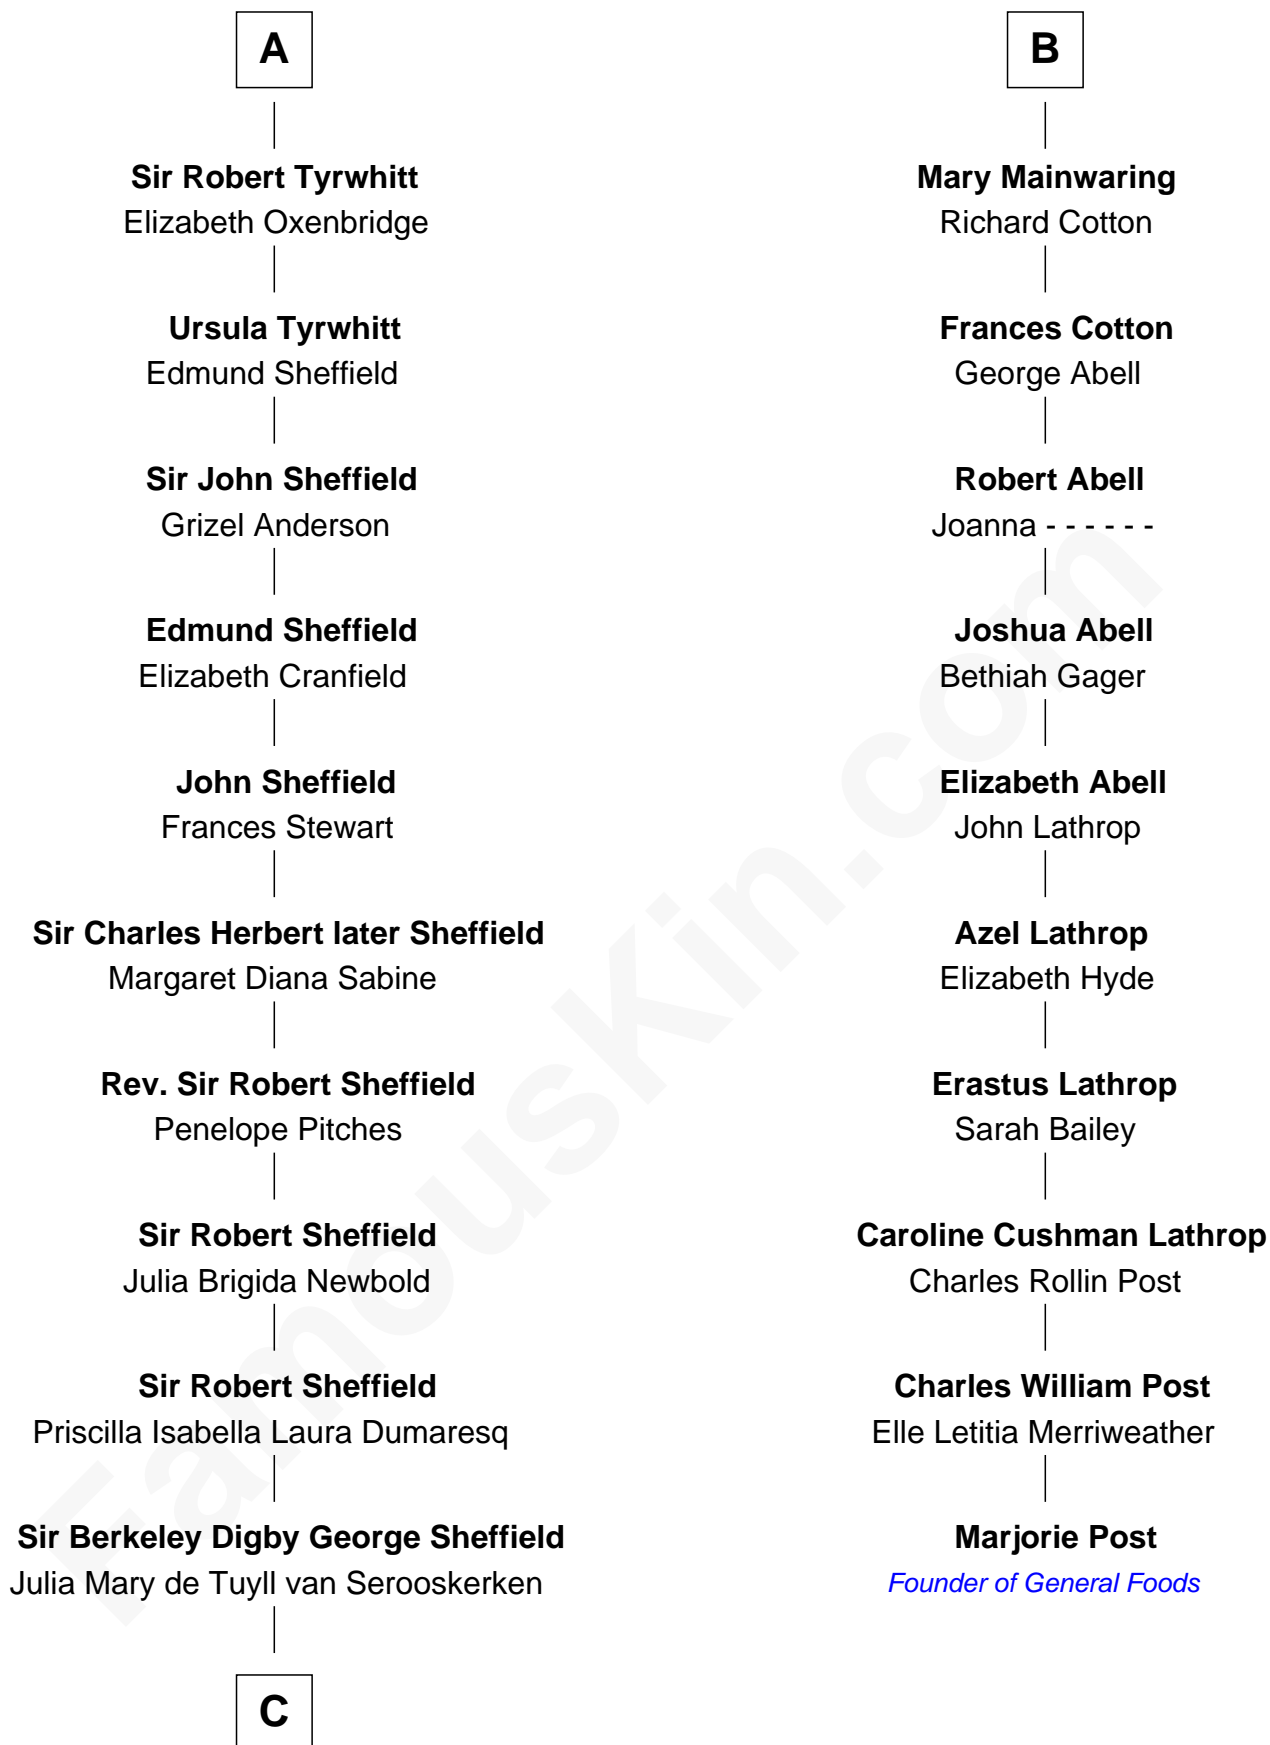 A
Sir Robert Tyrwhitt
Elizabeth Oxenbridge
Ursula Tyrwhitt
Edmund Sheffield
Sir John Sheffield
Grizel Anderson
Edmund Sheffield
Elizabeth Cranfield
John Sheffield
Frances Stewart
Sir Charles Herbert later Sheffield
Margaret Diana Sabine
Rev. Sir Robert Sheffield
Penelope Pitches
Sir Robert Sheffield
Julia Brigida Newbold
Sir Robert Sheffield
Priscilla Isabella Laura Dumaresq
Sir Berkeley Digby George Sheffield
Julia Mary de Tuyll van Serooskerken
C
B
Mary Mainwaring
Richard Cotton
Frances Cotton
George Abell
Robert Abell
Joanna - - - - - -
Joshua Abell
Bethiah Gager
Elizabeth Abell
John Lathrop
Azel Lathrop
Elizabeth Hyde
Erastus Lathrop
Sarah Bailey
Caroline Cushman Lathrop
Charles Rollin Post
Charles William Post
Elle Letitia Merriweather
Marjorie Post
Founder of General Foods
FamousKin.com